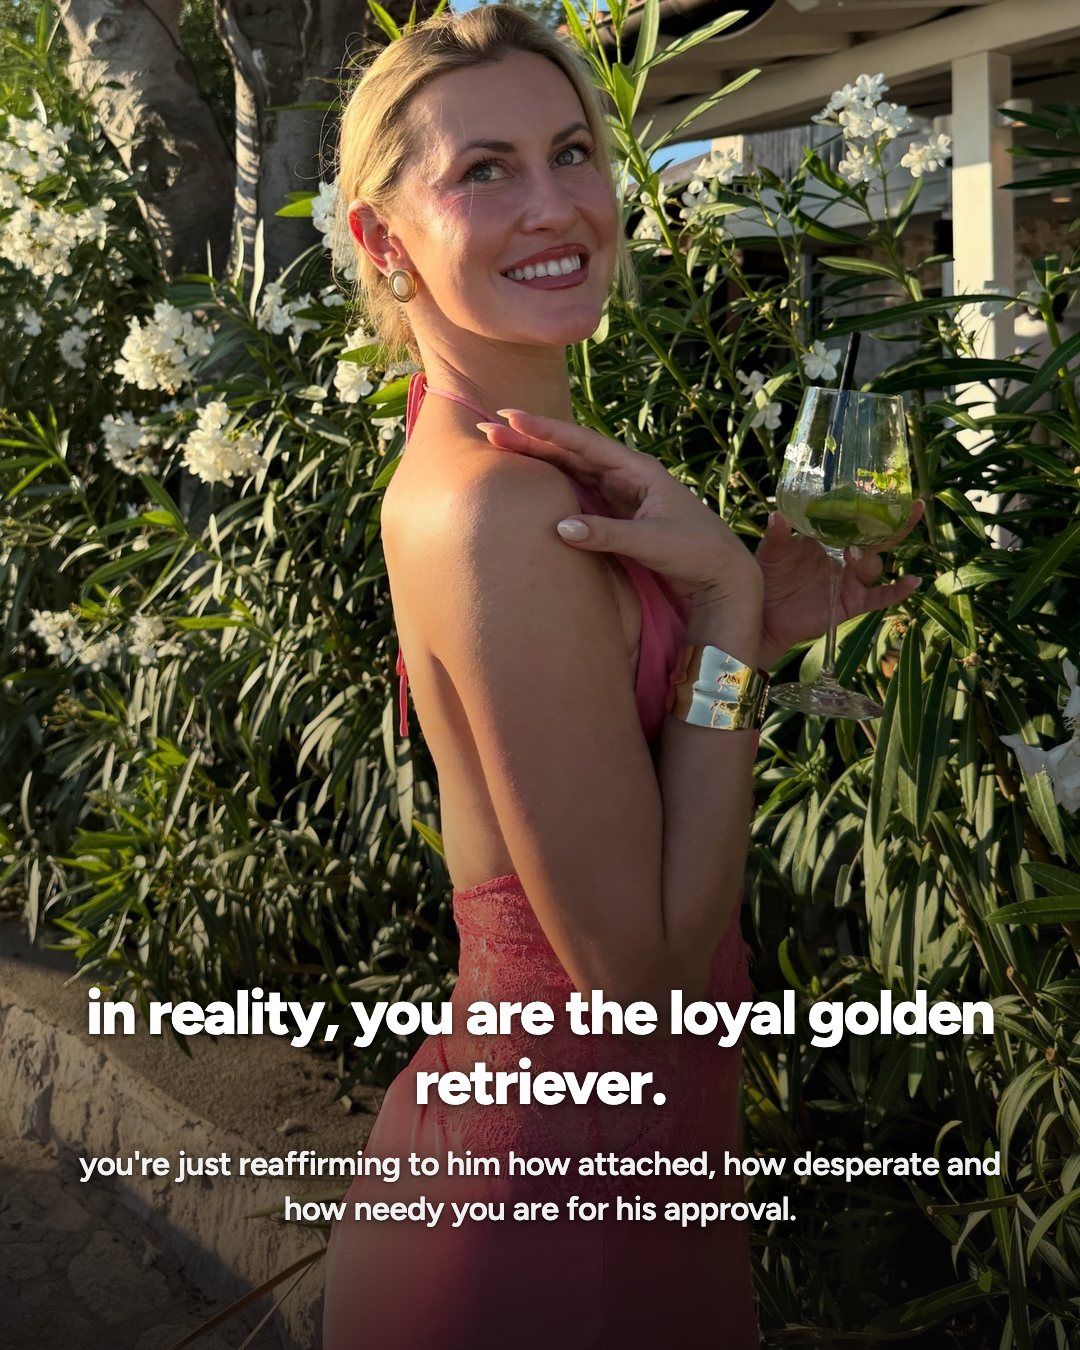 in reality, you are the loyal golden
retriever.
you're just reaffirming to him how attached, how desperate and
how needy you are for his approval.